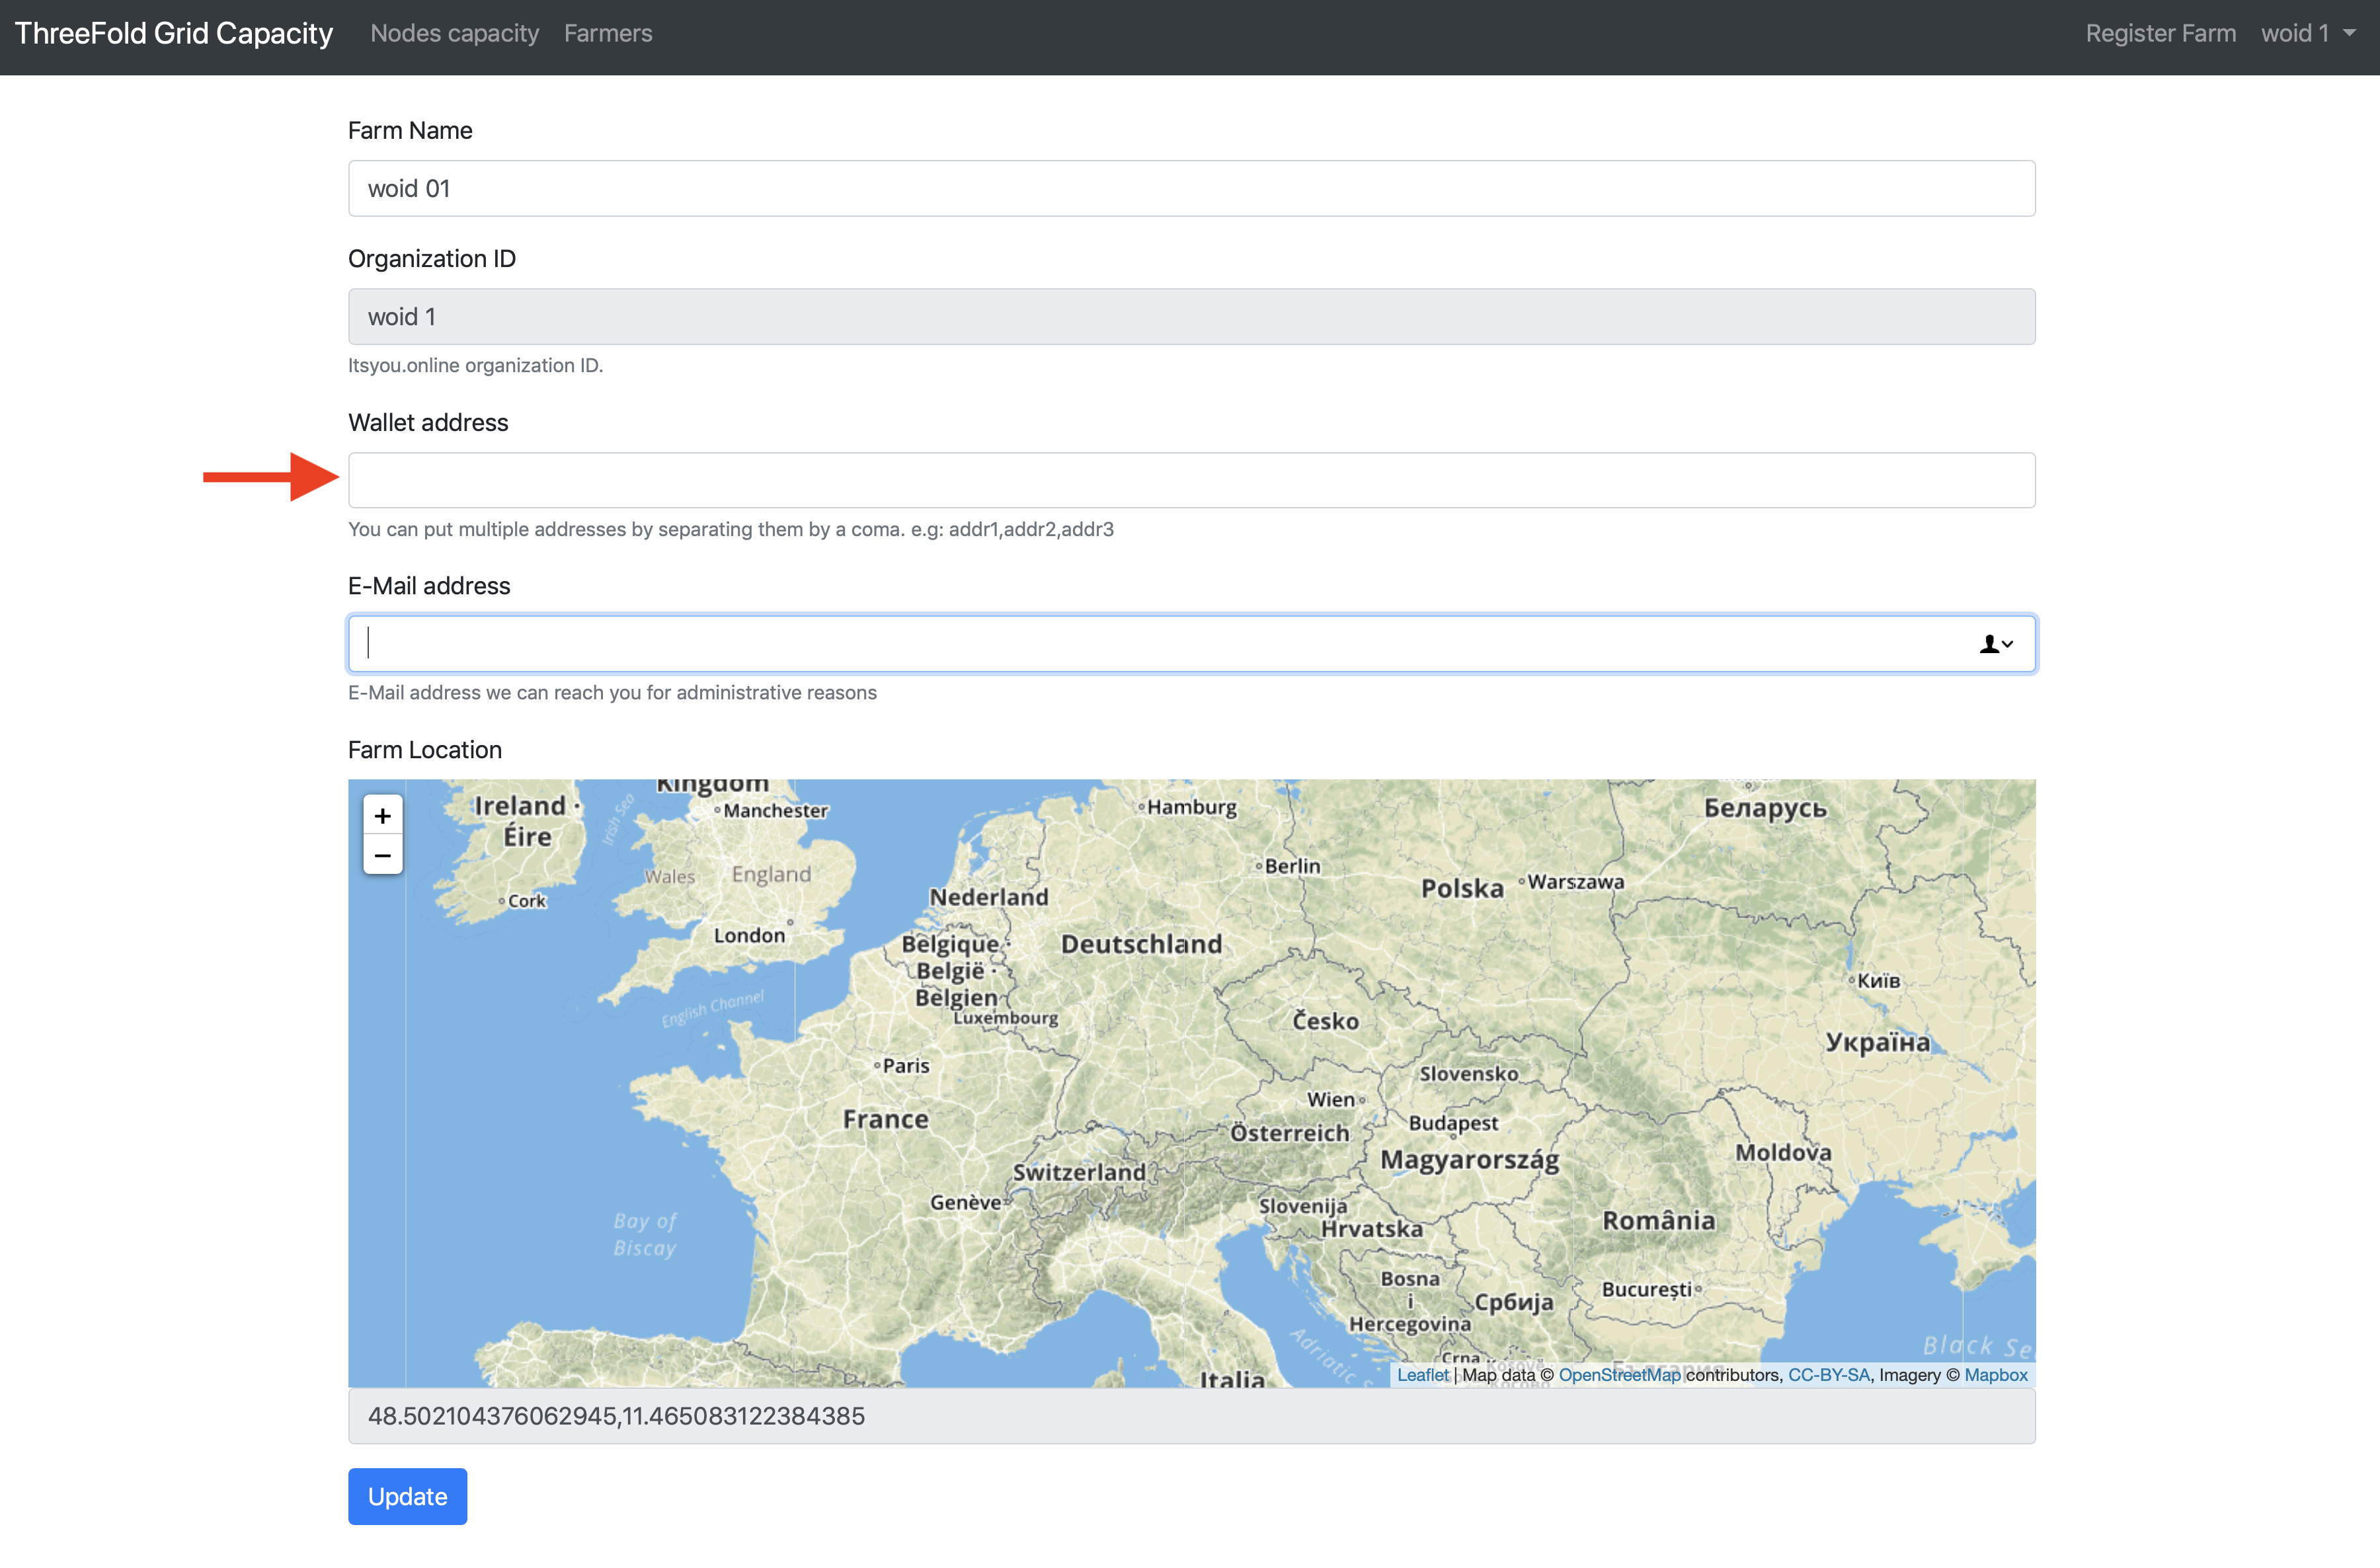 ThreeFold Grid Capacity Nodes capacity Farmers Register Farm woid 1
Farm Name
woid 01
Organization ID
woid 1
Itsyou.online organization ID.
Wallet address
You can put multiple addresses by separating them by a coma. e.g: addr1,addr2,addr3
E-Mail address
E-Mail address we can reach you for administrative reasons
Farm Location
+
−
Kingdom
Ireland ·
Éire
Irish Sea
Manchester
Hamburg
Беларусь
Wales
England
Berlin
Cork
Nederland
Polska
Warszawa
London
Belgique ·
België ·
Belgien
Deutschland
Київ
English Channel
Luxembourg
Česko
Україна
Paris
Slovensko
France
Wien
Budapest
Österreich
Magyarország
Moldova
Switzerland
Genève
Slovenija
Hrvatska
România
Bay of
Biscay
Bosna
i
Hercegovina
Србија
București
Adriatic S
Black Se
Crna
Italia
Leaflet | Map data © OpenStreetMap contributors, CC-BY-SA, Imagery © Mapbox
48.502104376062945,11.465083122384385
Update